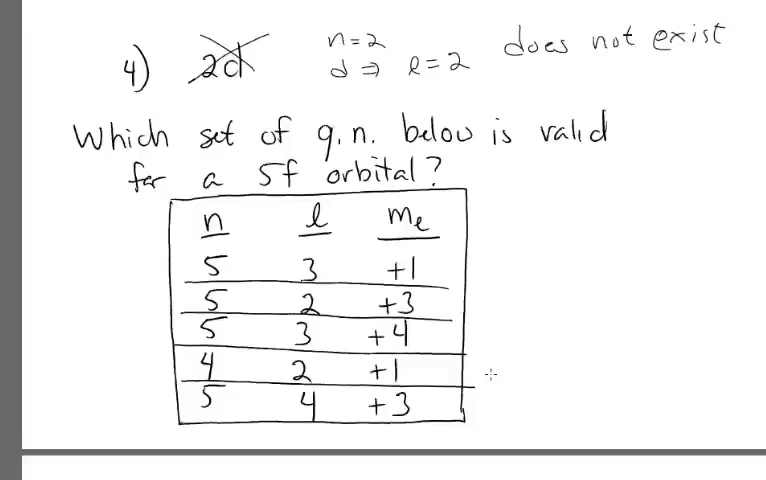 4) 2d n=2 does not exist
d ⇒ l=2
Which set of q.n. below is valid
for a 5f orbital?
n l ml
5 3 +1
5 2 +3
5 3 +4
4 2 +1
5 4 +3